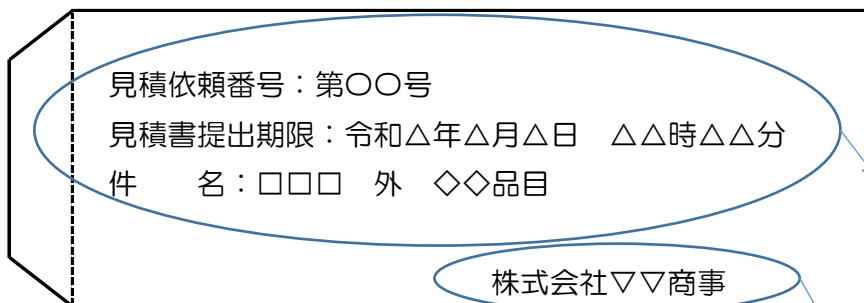 見積依頼番号：第〇〇号
見積書提出期限：令和△年△月△日　△△時△△分
件　　名：□□□　外　◇◇品目
株式会社▽▽商事